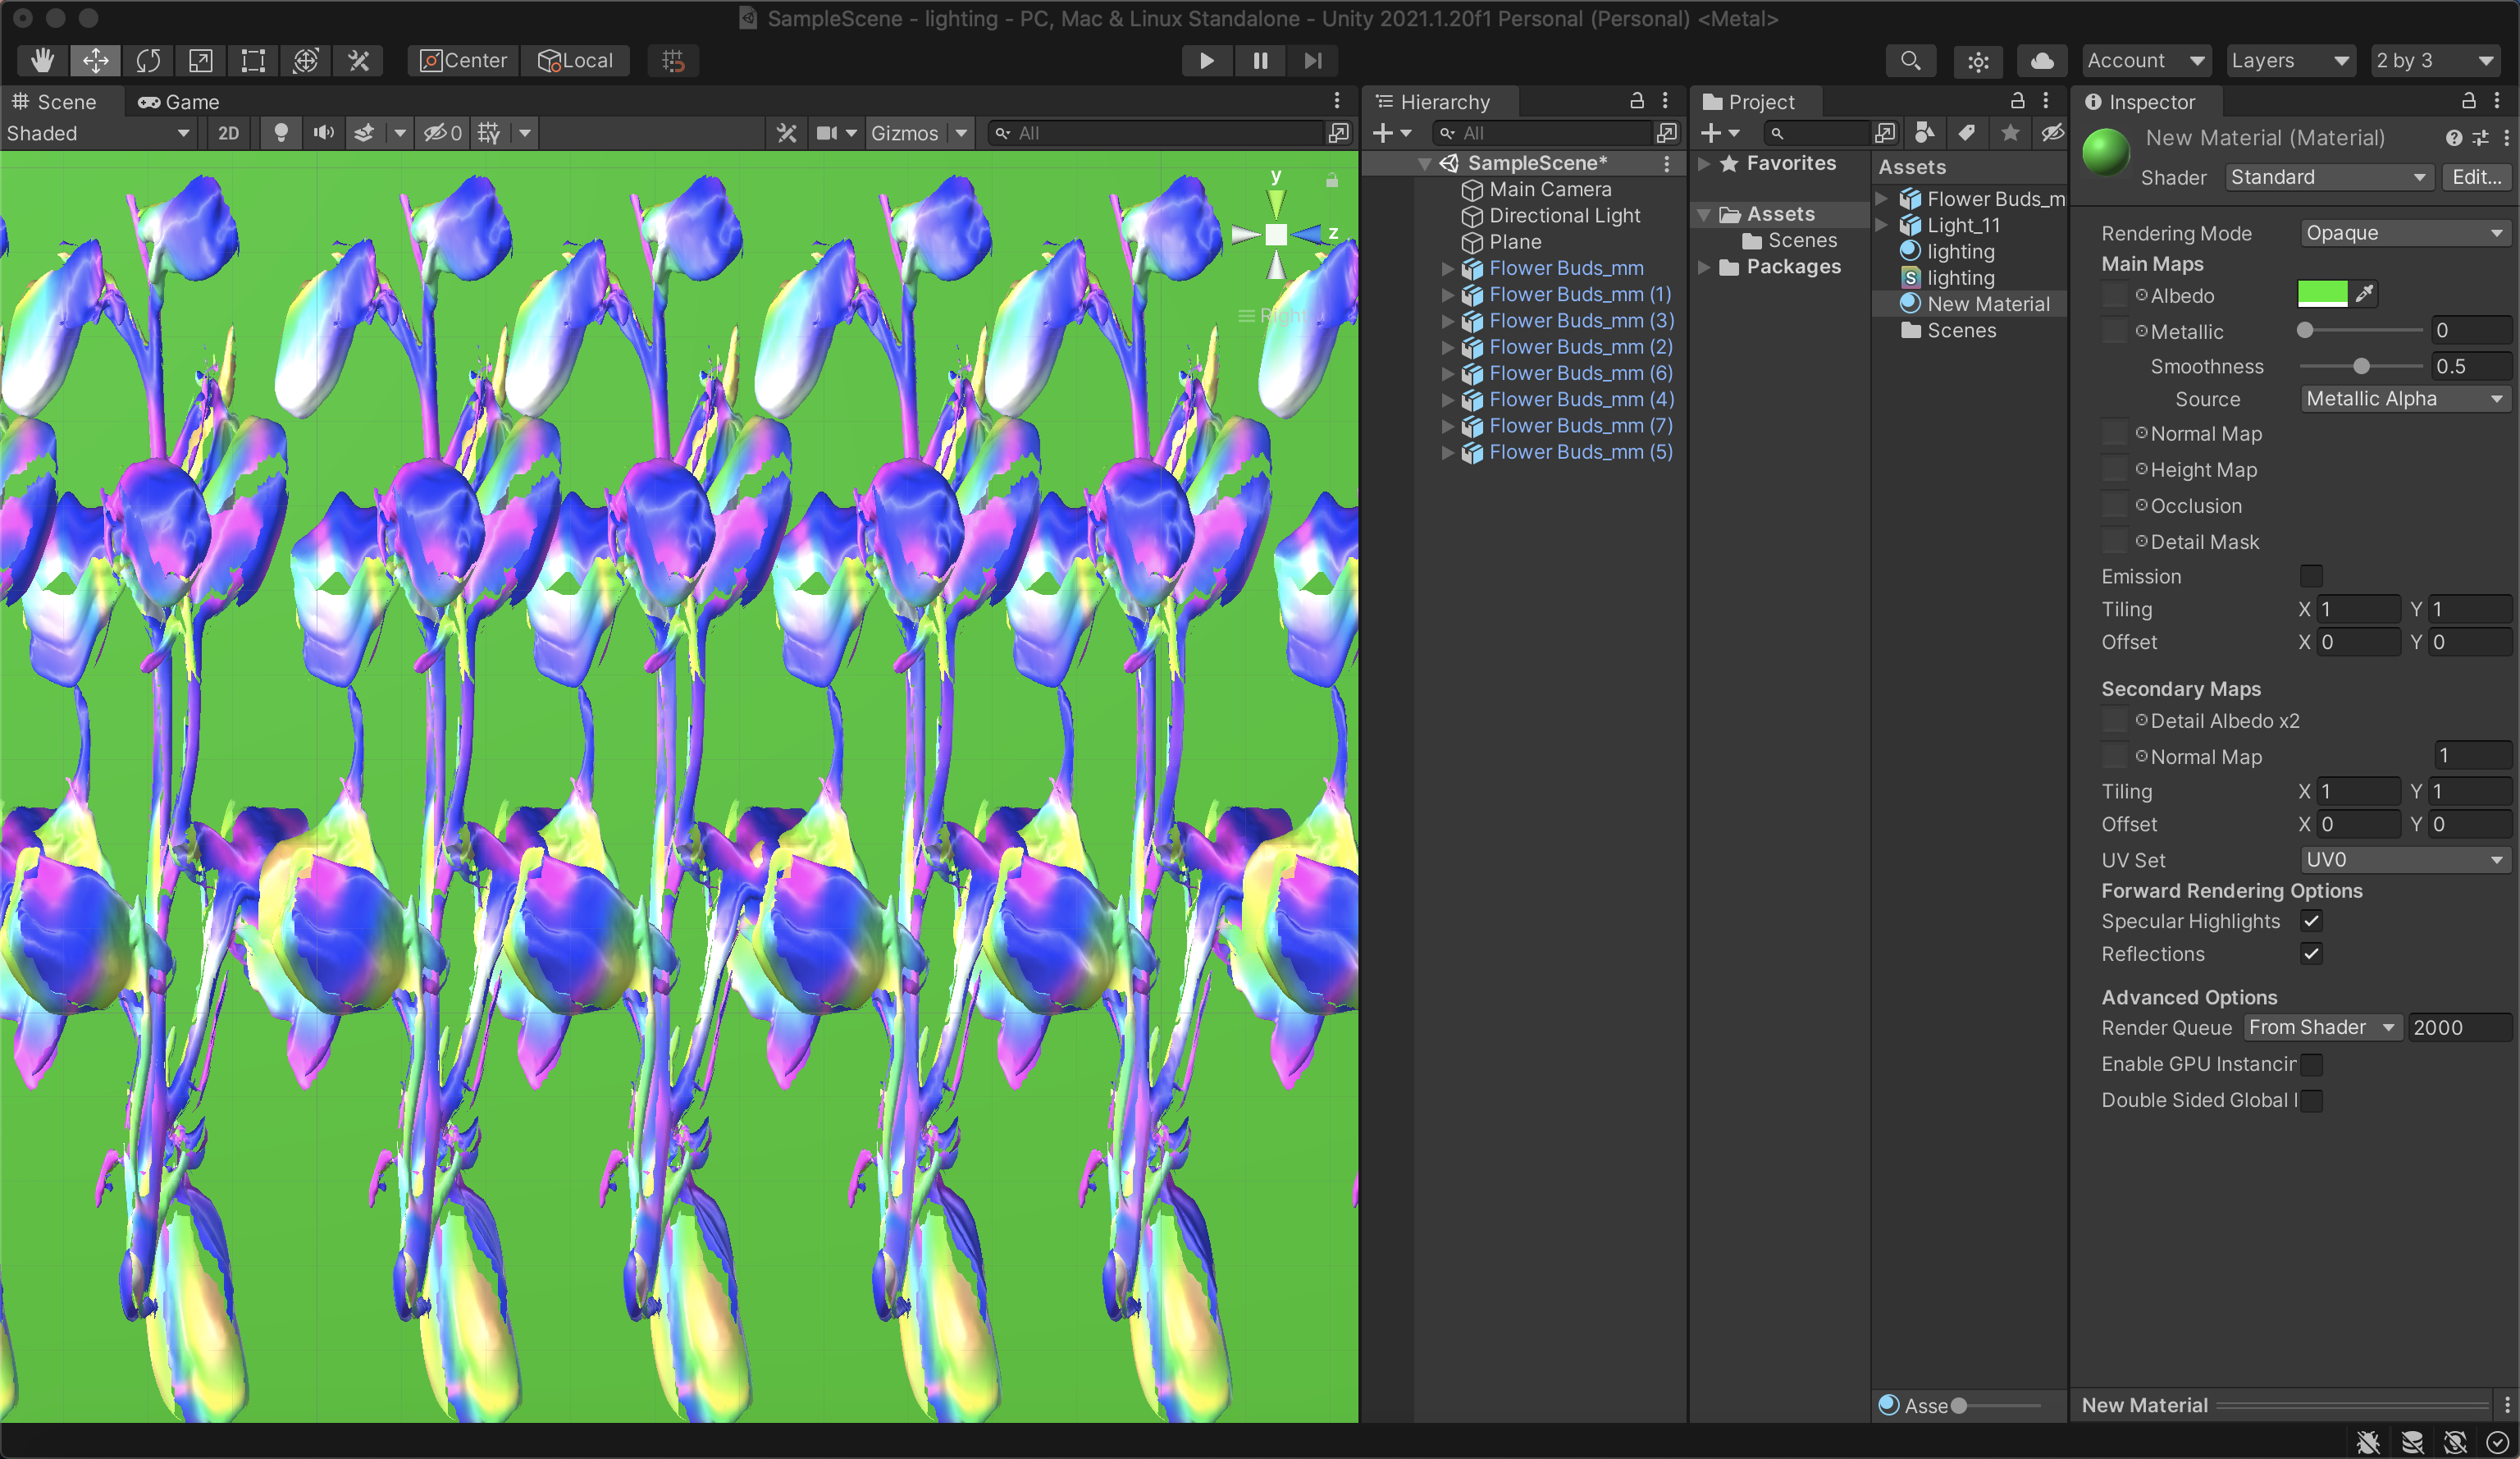 SampleScene - lighting - PC, Mac & Linux Standalone - Unity 2021.1.20f1 Personal (Personal) <Metal>
Center Local Account Layers 2 by 3
Scene Game
Shaded 2D 0 Gizmos All
y
z
Right
Hierarchy
All
SampleScene*
Main Camera
Directional Light
Plane
Flower Buds_mm
Flower Buds_mm (1)
Flower Buds_mm (3)
Flower Buds_mm (2)
Flower Buds_mm (6)
Flower Buds_mm (4)
Flower Buds_mm (7)
Flower Buds_mm (5)
Project
Favorites
Assets
Scenes
Packages
Assets
Flower Buds_m
Light_11
lighting
S lighting
New Material
Scenes
Asse
Inspector
New Material (Material)
Shader Standard Edit...
Rendering Mode Opaque
Main Maps
Albedo
Metallic 0
Smoothness 0.5
Source Metallic Alpha
Normal Map
Height Map
Occlusion
Detail Mask
Emission
Tiling X 1 Y 1
Offset X 0 Y 0
Secondary Maps
Detail Albedo x2
Normal Map 1
Tiling X 1 Y 1
Offset X 0 Y 0
UV Set UV0
Forward Rendering Options
Specular Highlights
Reflections
Advanced Options
Render Queue From Shader 2000
Enable GPU Instancir
Double Sided Global I
New Material